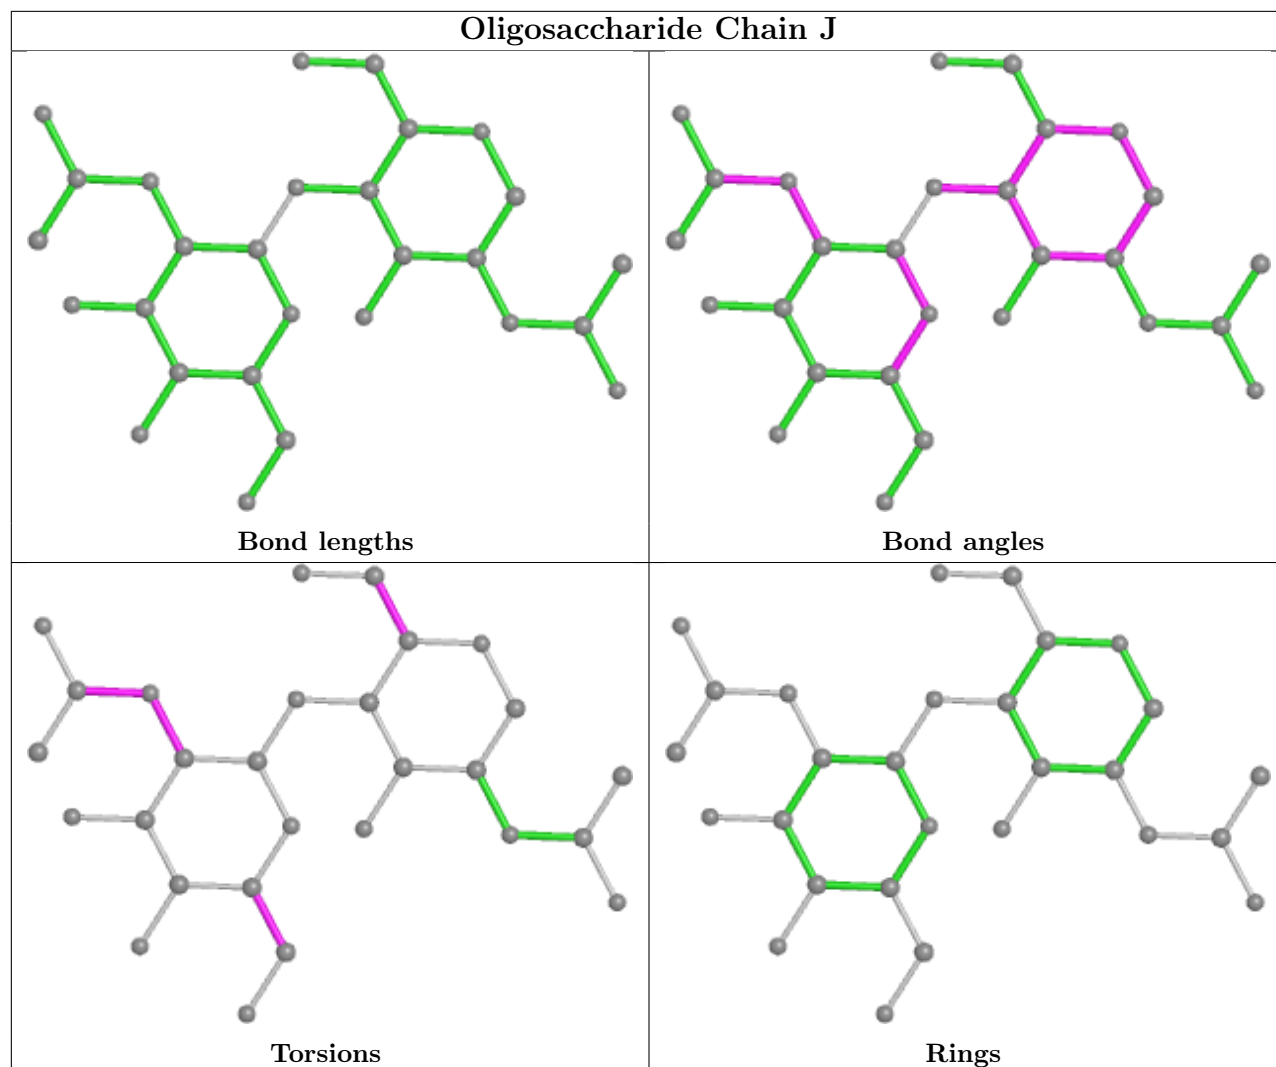 Oligosaccharide Chain J
Bond lengths
Bond angles
Torsions
Rings